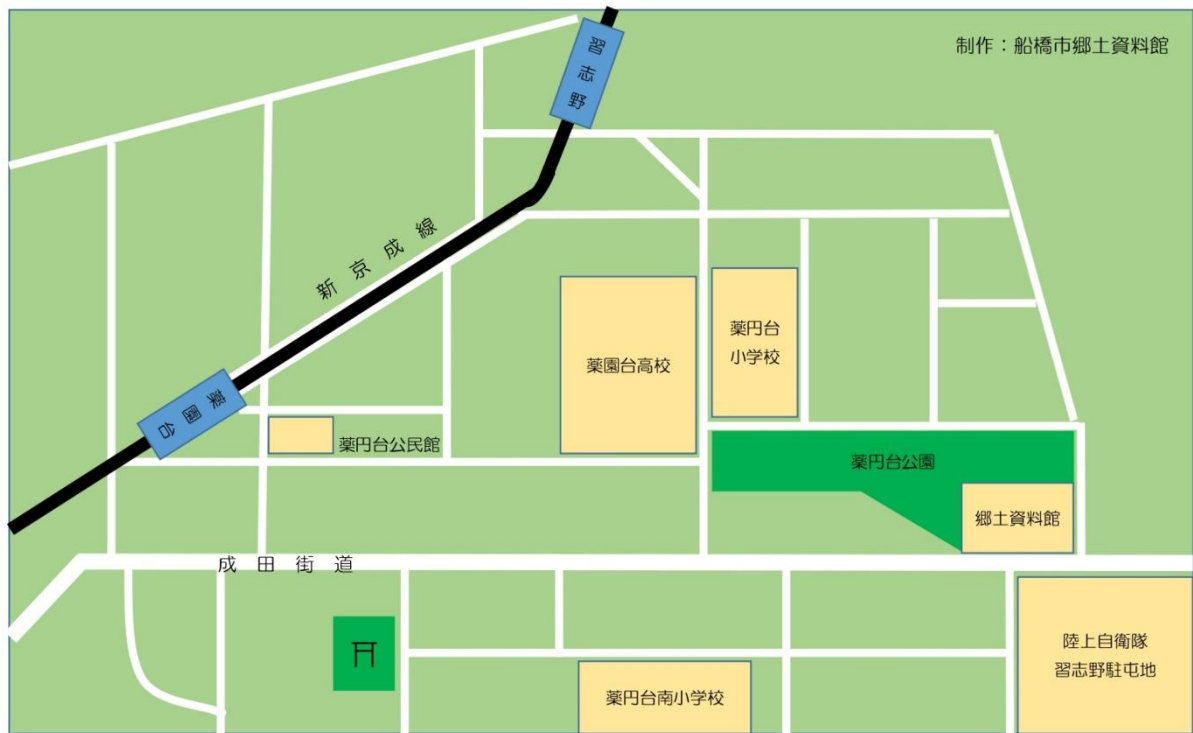 制作：船橋市郷土資料館
習志野
新京成線
薬園台
薬円台
小学校
薬園台高校
薬円台公民館
薬円台公園
郷土資料館
成田街道
陸上自衛隊
習志野駐屯地
薬円台南小学校